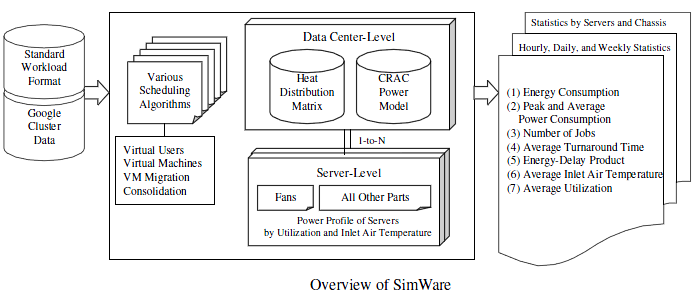 Standard
Workload
Format
Google
Cluster
Data
Various
Scheduling
Algorithms
Virtual Users
Virtual Machines
VM Migration
Consolidation
Data Center-Level
Heat
Distribution
Matrix
CRAC
Power
Model
1-to-N
Server-Level
Fans
All Other Parts
Power Profile of Servers
by Utilization and Inlet Air Temperature
Statistics by Servers and Chassis
Hourly, Daily, and Weekly Statistics
(1) Energy Consumption
(2) Peak and Average
Power Consumption
(3) Number of Jobs
(4) Average Turnaround Time
(5) Energy-Delay Product
(6) Average Inlet Air Temperature
(7) Average Utilization
Overview of SimWare